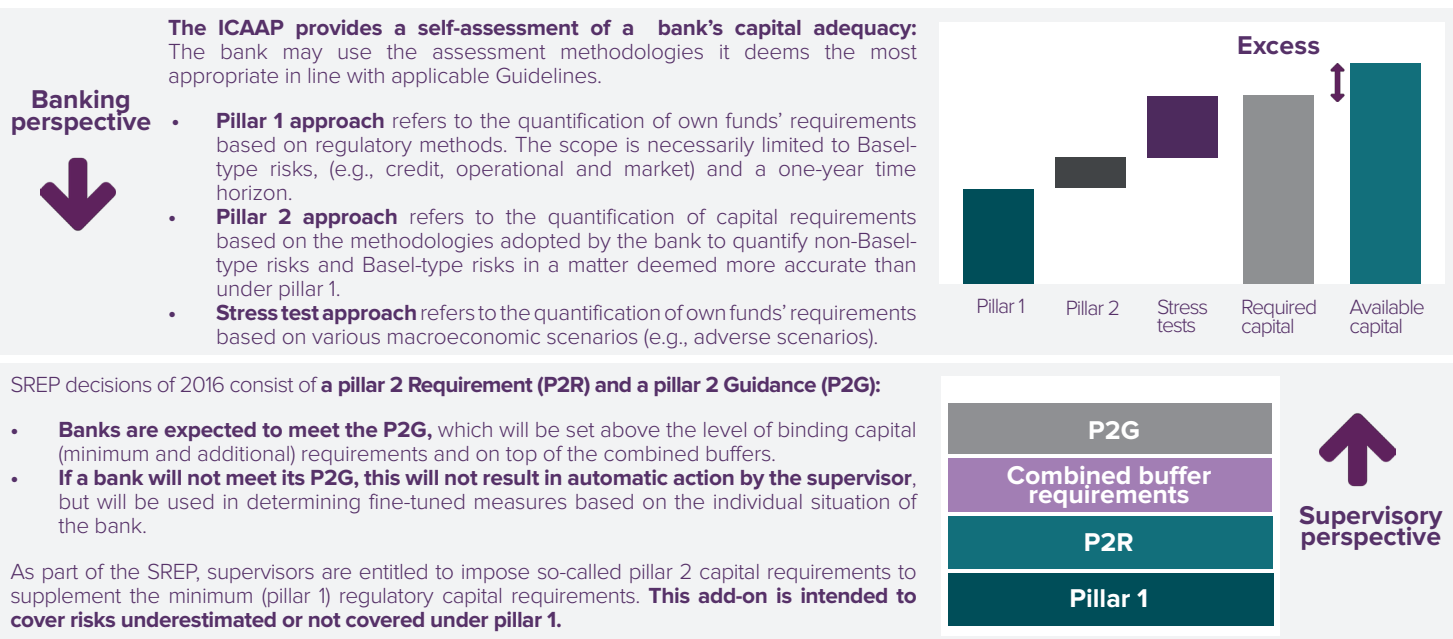 Banking
perspective
The ICAAP provides a self-assessment of a bank’s capital adequacy:
The bank may use the assessment methodologies it deems the most
appropriate in line with applicable Guidelines.
• Pillar 1 approach refers to the quantification of own funds’ requirements
based on regulatory methods. The scope is necessarily limited to Basel-
type risks, (e.g., credit, operational and market) and a one-year time
horizon.
• Pillar 2 approach refers to the quantification of capital requirements
based on the methodologies adopted by the bank to quantify non-Basel-
type risks and Basel-type risks in a matter deemed more accurate than
under pillar 1.
• Stress test approach refers to the quantification of own funds’ requirements
based on various macroeconomic scenarios (e.g., adverse scenarios).
Excess
Pillar 1
Pillar 2
Stress
tests
Required
capital
Available
capital
SREP decisions of 2016 consist of a pillar 2 Requirement (P2R) and a pillar 2 Guidance (P2G):
• Banks are expected to meet the P2G, which will be set above the level of binding capital
(minimum and additional) requirements and on top of the combined buffers.
• If a bank will not meet its P2G, this will not result in automatic action by the supervisor,
but will be used in determining fine-tuned measures based on the individual situation of
the bank.
As part of the SREP, supervisors are entitled to impose so-called pillar 2 capital requirements to
supplement the minimum (pillar 1) regulatory capital requirements. This add-on is intended to
cover risks underestimated or not covered under pillar 1.
P2G
Combined buffer
requirements
P2R
Pillar 1
Supervisory
perspective